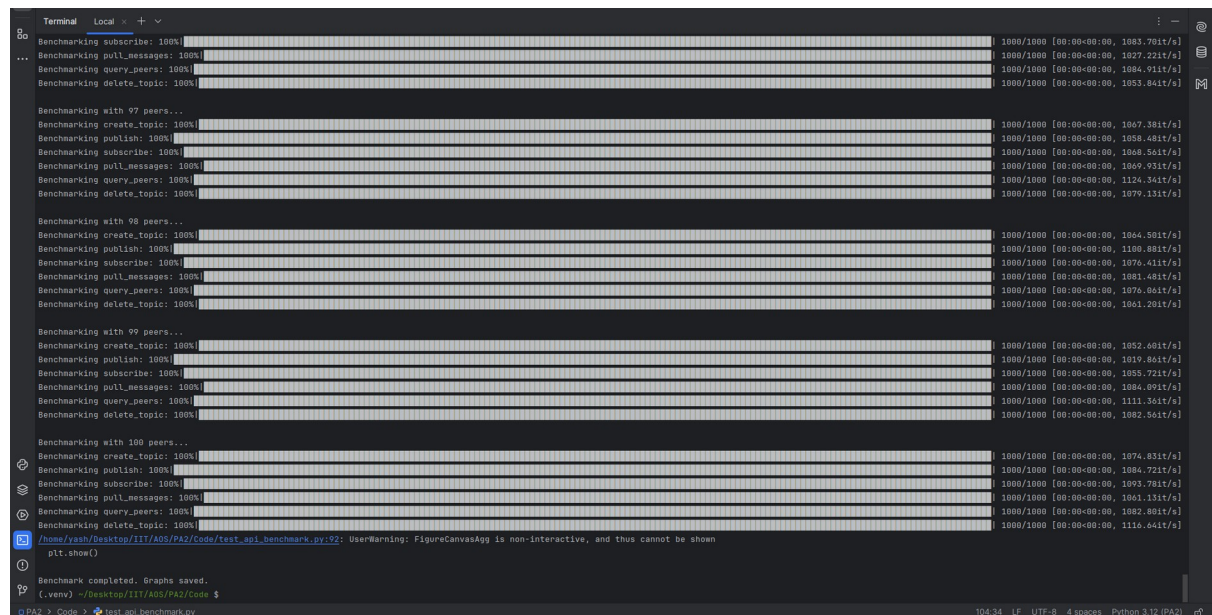 Terminal Local × + ⌄
Benchmarking subscribe: 100%| | 1000/1000 [00:00<00:00, 1083.70it/s]
Benchmarking pull_messages: 100%| | 1000/1000 [00:00<00:00, 1027.22it/s]
Benchmarking query_peers: 100%| | 1000/1000 [00:00<00:00, 1084.91it/s]
Benchmarking delete_topic: 100%| | 1000/1000 [00:00<00:00, 1053.84it/s]
Benchmarking with 97 peers...
Benchmarking create_topic: 100%| | 1000/1000 [00:00<00:00, 1067.38it/s]
Benchmarking publish: 100%| | 1000/1000 [00:00<00:00, 1058.48it/s]
Benchmarking subscribe: 100%| | 1000/1000 [00:00<00:00, 1068.56it/s]
Benchmarking pull_messages: 100%| | 1000/1000 [00:00<00:00, 1069.93it/s]
Benchmarking query_peers: 100%| | 1000/1000 [00:00<00:00, 1124.34it/s]
Benchmarking delete_topic: 100%| | 1000/1000 [00:00<00:00, 1079.13it/s]
Benchmarking with 98 peers...
Benchmarking create_topic: 100%| | 1000/1000 [00:00<00:00, 1064.50it/s]
Benchmarking publish: 100%| | 1000/1000 [00:00<00:00, 1100.88it/s]
Benchmarking subscribe: 100%| | 1000/1000 [00:00<00:00, 1076.41it/s]
Benchmarking pull_messages: 100%| | 1000/1000 [00:00<00:00, 1081.48it/s]
Benchmarking query_peers: 100%| | 1000/1000 [00:00<00:00, 1076.06it/s]
Benchmarking delete_topic: 100%| | 1000/1000 [00:00<00:00, 1061.20it/s]
Benchmarking with 99 peers...
Benchmarking create_topic: 100%| | 1000/1000 [00:00<00:00, 1052.60it/s]
Benchmarking publish: 100%| | 1000/1000 [00:00<00:00, 1019.86it/s]
Benchmarking subscribe: 100%| | 1000/1000 [00:00<00:00, 1055.72it/s]
Benchmarking pull_messages: 100%| | 1000/1000 [00:00<00:00, 1084.09it/s]
Benchmarking query_peers: 100%| | 1000/1000 [00:00<00:00, 1111.36it/s]
Benchmarking delete_topic: 100%| | 1000/1000 [00:00<00:00, 1082.56it/s]
Benchmarking with 100 peers...
Benchmarking create_topic: 100%| | 1000/1000 [00:00<00:00, 1074.83it/s]
Benchmarking publish: 100%| | 1000/1000 [00:00<00:00, 1084.72it/s]
Benchmarking subscribe: 100%| | 1000/1000 [00:00<00:00, 1093.78it/s]
Benchmarking pull_messages: 100%| | 1000/1000 [00:00<00:00, 1061.13it/s]
Benchmarking query_peers: 100%| | 1000/1000 [00:00<00:00, 1082.80it/s]
Benchmarking delete_topic: 100%| | 1000/1000 [00:00<00:00, 1116.64it/s]
/home/yash/Desktop/IIT/AOS/PA2/Code/test_api_benchmark.py:92: UserWarning: FigureCanvasAgg is non-interactive, and thus cannot be shown
plt.show()
Benchmark completed. Graphs saved.
(.venv) ~/Desktop/IIT/AOS/PA2/Code $
PA2 > Code > test_api_benchmark.py 104:34 LF UTF-8 4 spaces Python 3.12 (PA2)